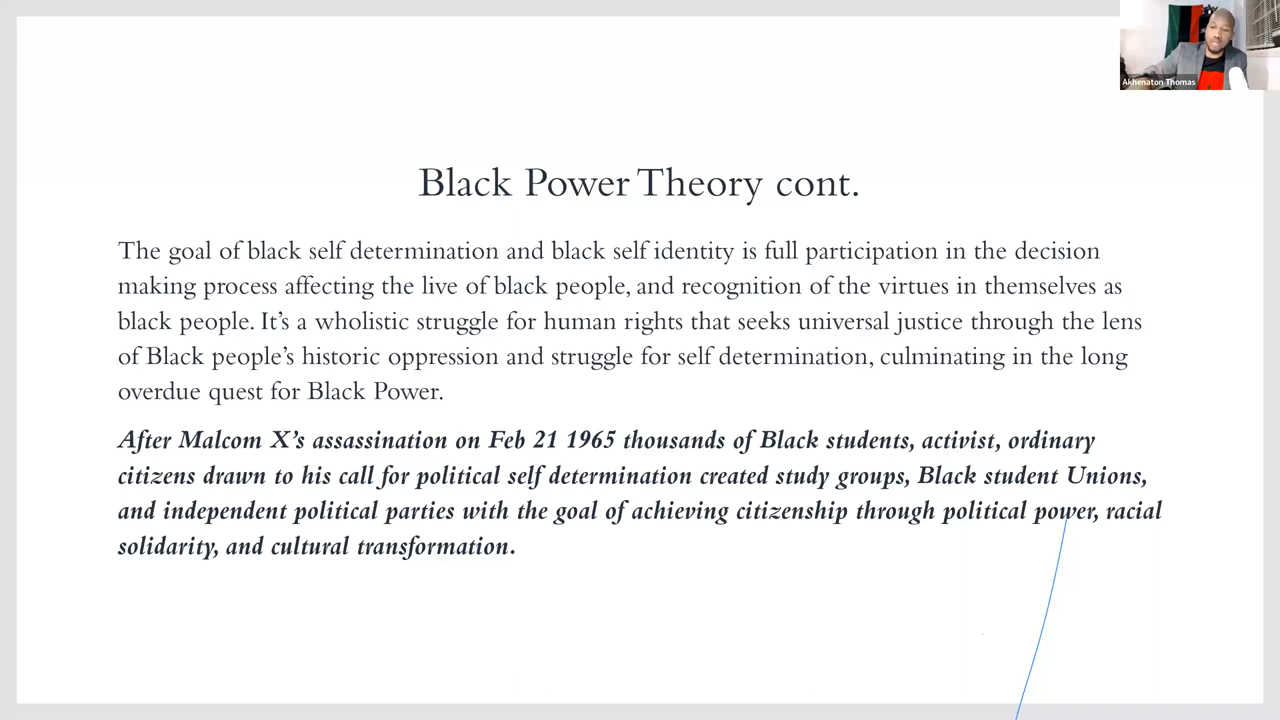 Akhenaton Thomas
Black Power Theory cont.
The goal of black self determination and black self identity is full participation in the decision
making process affecting the live of black people, and recognition of the virtues in themselves as
black people. It’s a wholistic struggle for human rights that seeks universal justice through the lens
of Black people’s historic oppression and struggle for self determination, culminating in the long
overdue quest for Black Power.
After Malcom X’s assassination on Feb 21 1965 thousands of Black students, activist, ordinary
citizens drawn to his call for political self determination created study groups, Black student Unions,
and independent political parties with the goal of achieving citizenship through political power, racial
solidarity, and cultural transformation.